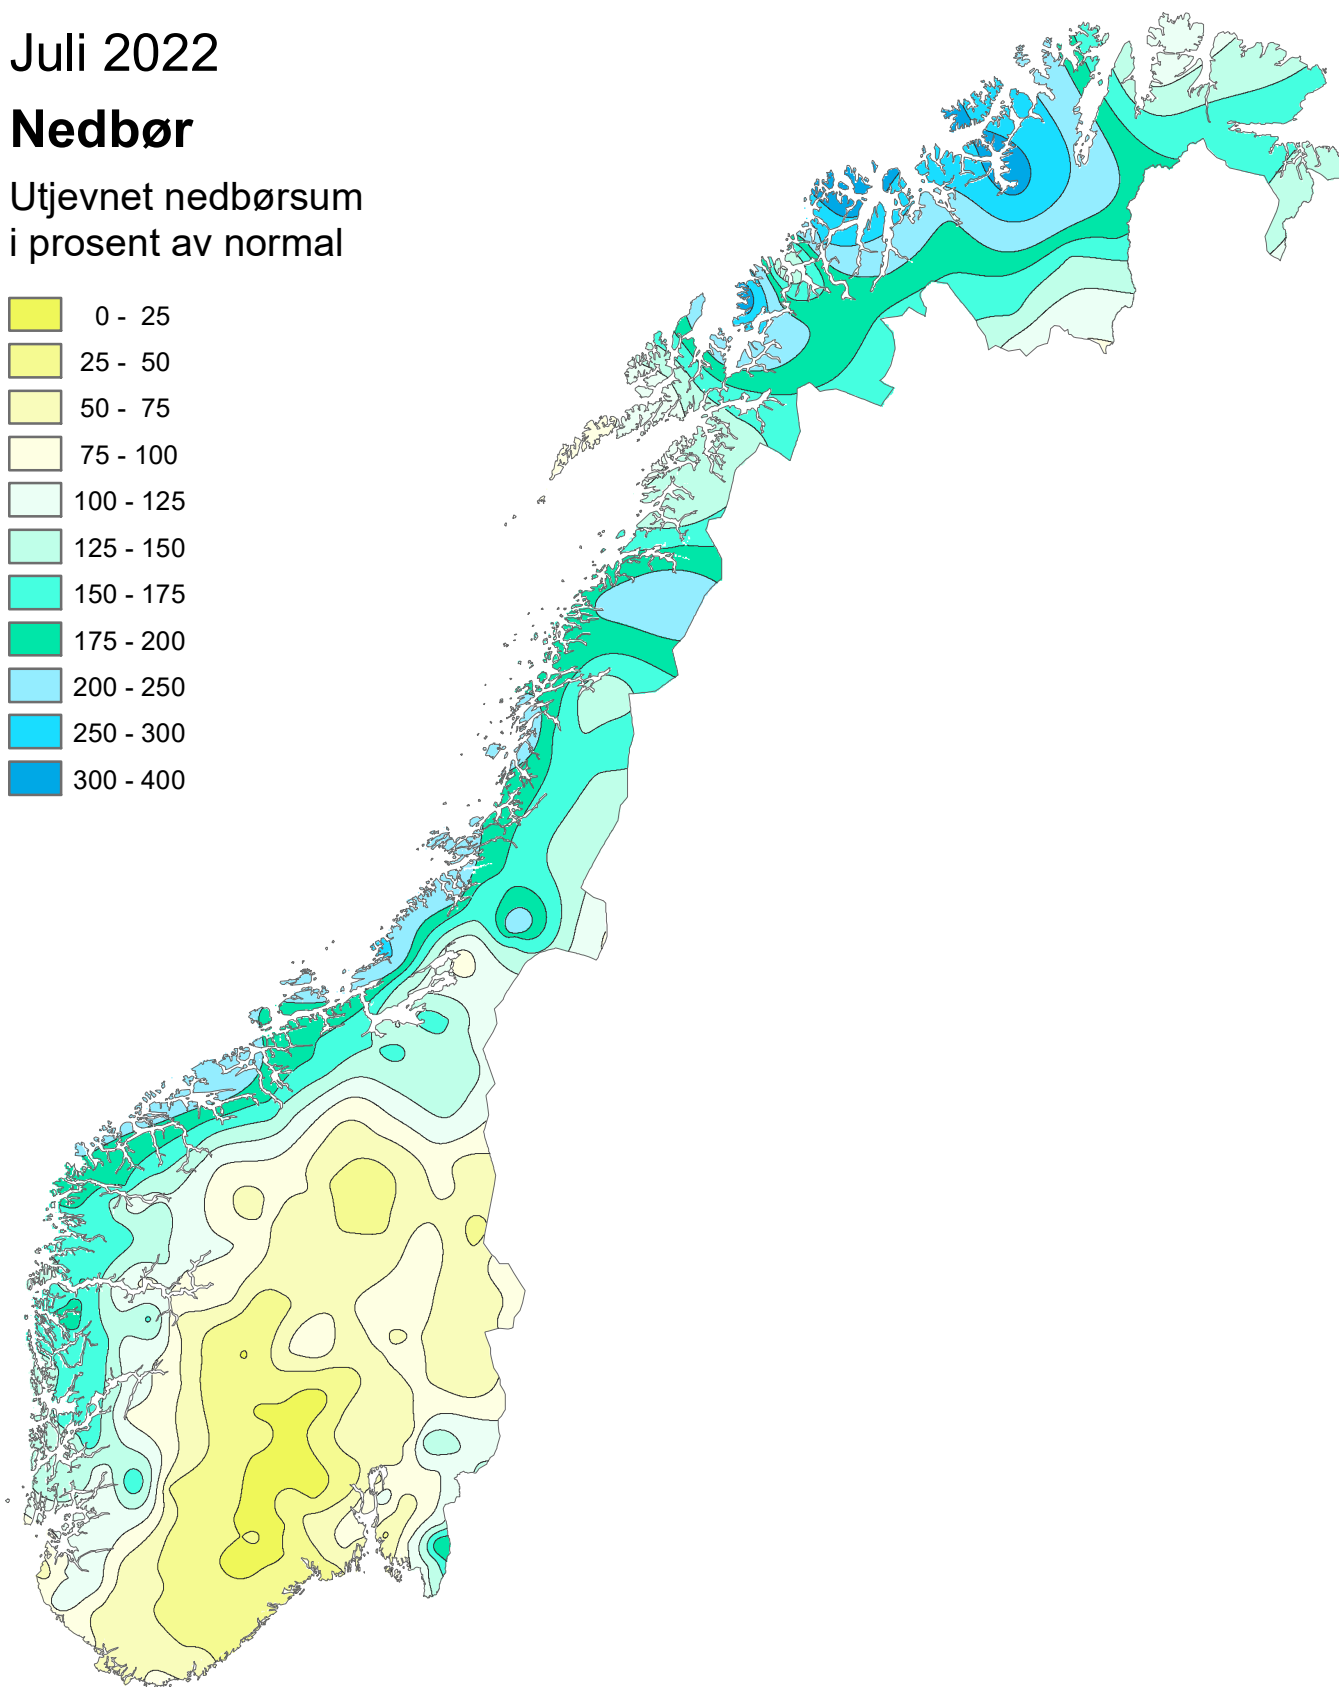 Juli 2022
Nedbør
Utjevnet nedbørsum
i prosent av normal
0 - 25
25 - 50
50 - 75
75 - 100
100 - 125
125 - 150
150 - 175
175 - 200
200 - 250
250 - 300
300 - 400